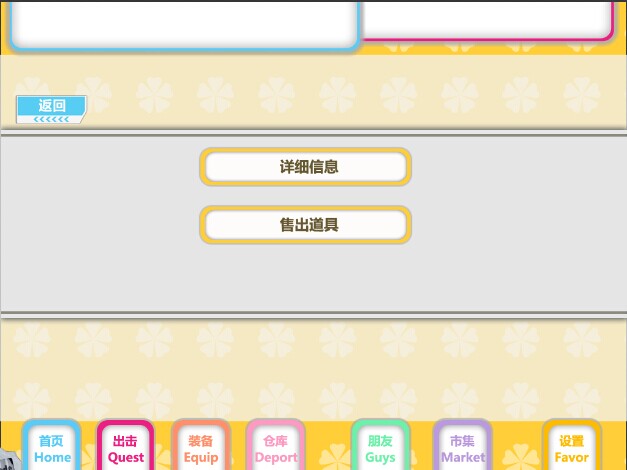 返回
详细信息
售出道具
首页 出击 装备 仓库 朋友 市集 设置
Home Quest Equip Deport Guys Market Favor